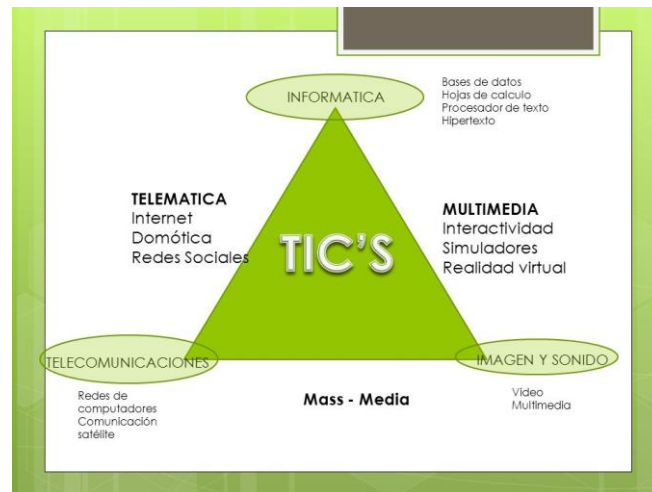 INFORMATICA
Bases de datos
Hojas de calculo
Procesador de texto
Hipertexto
TELEMATICA
Internet
Domótica
Redes Sociales
TIC'S
MULTIMEDIA
Interactividad
Simuladores
Realidad virtual
TELECOMUNICACIONES
IMAGEN Y SONIDO
Redes de
computadores
Comunicación
satélite
Mass - Media
Video
Multimedia